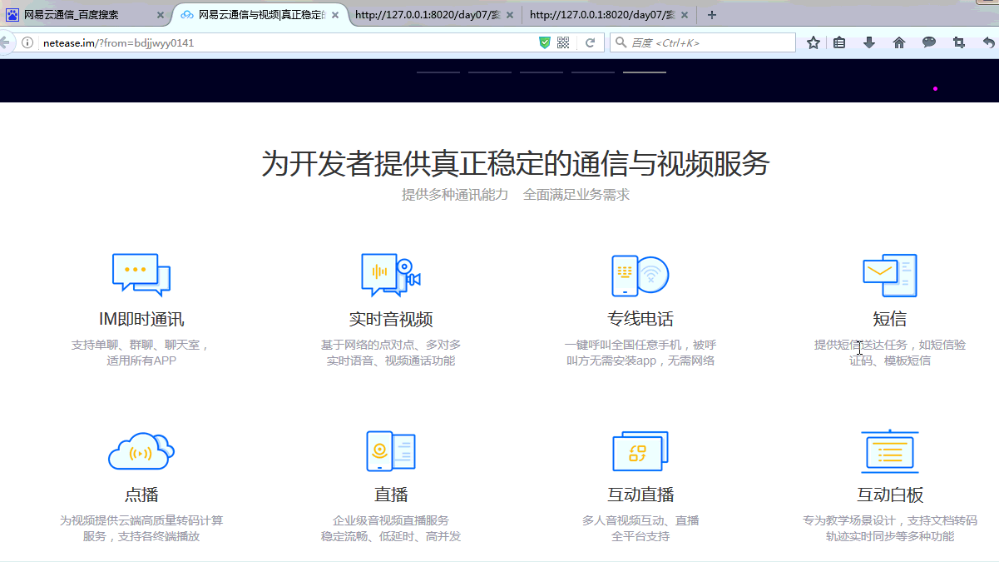 网易云通信_百度搜索
网易云通信与视频|真正稳定的
http://127.0.0.1:8020/day07/案
http://127.0.0.1:8020/day07/案
netease.im/?from=bdjjwyy0141
百度 <Ctrl+K>
为开发者提供真正稳定的通信与视频服务
提供多种通讯能力 全面满足业务需求
IM即时通讯
支持单聊、群聊、聊天室，
适用所有APP
实时音视频
基于网络的点对点、多对多
实时语音、视频通话功能
专线电话
一键呼叫全国任意手机，被呼
叫方无需安装app，无需网络
短信
提供短信送达任务，如短信验
证码、模板短信
点播
为视频提供云端高质量转码计算
服务，支持各终端播放
直播
企业级音视频直播服务
稳定流畅、低延时、高并发
互动直播
多人音视频互动、直播
全平台支持
互动白板
专为教学场景设计，支持文档转码
轨迹实时同步等多种功能